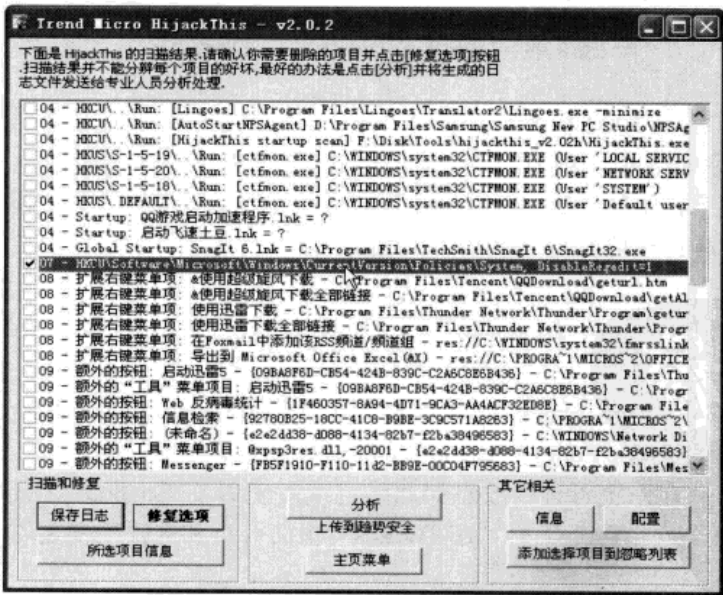 Trend Micro HijackThis - v2.0.2
下面是 HijackThis 的扫描结果.请确认你需要删除的项目并点击[修复选项]按钮
.扫描结果并不能分辨每个项目的好坏,最好的办法是点击[分析]并将生成的日
志文件发送给专业人员分析处理.
O4 - HKCU\..\Run: [Lingoes] C:\Program Files\Lingoes\Translator2\Lingoes.exe -minimize
O4 - HKCU\..\Run: [AutoStartNPSAgent] D:\Program Files\Samsung\Samsung New PC Studio\NPSAg
O4 - HKCU\..\Run: [HijackThis startup scan] F:\Disk\Tools\hijackthis_v2.02h\HijackThis.exe
O4 - HKUS\S-1-5-19\..\Run: [ctfmon.exe] C:\WINDOWS\system32\CTFMON.EXE (User 'LOCAL SERVIC
O4 - HKUS\S-1-5-20\..\Run: [ctfmon.exe] C:\WINDOWS\system32\CTFMON.EXE (User 'NETWORK SERV
O4 - HKUS\S-1-5-18\..\Run: [ctfmon.exe] C:\WINDOWS\system32\CTFMON.EXE (User 'SYSTEM')
O4 - HKUS\.DEFAULT\..\Run: [ctfmon.exe] C:\WINDOWS\system32\CTFMON.EXE (User 'Default user
O4 - Startup: QQ游戏启动加速程序.lnk = ?
O4 - Startup: 启动飞速土豆.lnk = ?
O4 - Global Startup: SnagIt 6.lnk = C:\Program Files\TechSmith\SnagIt 6\SnagIt32.exe
O7 - HKCU\Software\Microsoft\Windows\CurrentVersion\Policies\System, DisableRegedit=1
O8 - 扩展右键菜单项: &使用超级旋风下载 - C:\Program Files\Tencent\QQDownload\geturl.htm
O8 - 扩展右键菜单项: &使用超级旋风下载全部链接 - C:\Program Files\Tencent\QQDownload\getAl
O8 - 扩展右键菜单项: 使用迅雷下载 - C:\Program Files\Thunder Network\Thunder\Program\getur
O8 - 扩展右键菜单项: 使用迅雷下载全部链接 - C:\Program Files\Thunder Network\Thunder\Progr
O8 - 扩展右键菜单项: 在Foxmail中添加该RSS频道/频道组 - res://C:\WINDOWS\system32\fmrsslink
O8 - 扩展右键菜单项: 导出到 Microsoft Office Excel(&X) - res://C:\PROGRA~1\MICROS~2\OFFICE
O9 - 额外的按钮: 启动迅雷5 - {09BA8F6D-CB54-424B-839C-C2A6C8E6B436} - C:\Program Files\Thu
O9 - 额外的 “工具” 菜单项目: 启动迅雷5 - {09BA8F6D-CB54-424B-839C-C2A6C8E6B436} - C:\Progr
O9 - 额外的按钮: Web 反病毒统计 - {1F460357-8A94-4D71-9CA3-AA4ACF32ED8E} - C:\Program File
O9 - 额外的按钮: 信息检索 - {92780B25-18CC-41C8-B9BE-3C9C571A8263} - C:\PROGRA~1\MICROS~2\
O9 - 额外的按钮: (未命名) - {e2e2dd38-d088-4134-82b7-f2ba38496583} - C:\WINDOWS\Network Di
O9 - 额外的 “工具” 菜单项目: @xpsp3res.dll,-20001 - {e2e2dd38-d088-4134-82b7-f2ba38496583}
O9 - 额外的按钮: Messenger - {FB5F1910-F110-11d2-BB9E-00C04F795683} - C:\Program Files\Mes
扫描和修复
其它相关
保存日志
修复选项
分析
上传到趋势安全
信息
配置
所选项目信息
主页菜单
添加选择项目到忽略列表